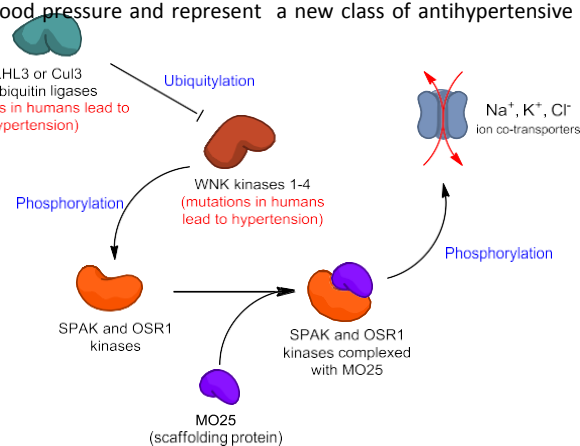 ood pressure and represent a new class of antihypertensive
HL3 or Cul3
biquitin ligases
s in humans lead to
ypertension)
Ubiquitylation
Na⁺, K⁺, Cl⁻
ion co-transporters
WNK kinases 1-4
(mutations in humans
lead to hypertension)
Phosphorylation
Phosphorylation
SPAK and OSR1
kinases
SPAK and OSR1
kinases complexed
with MO25
MO25
(scaffolding protein)